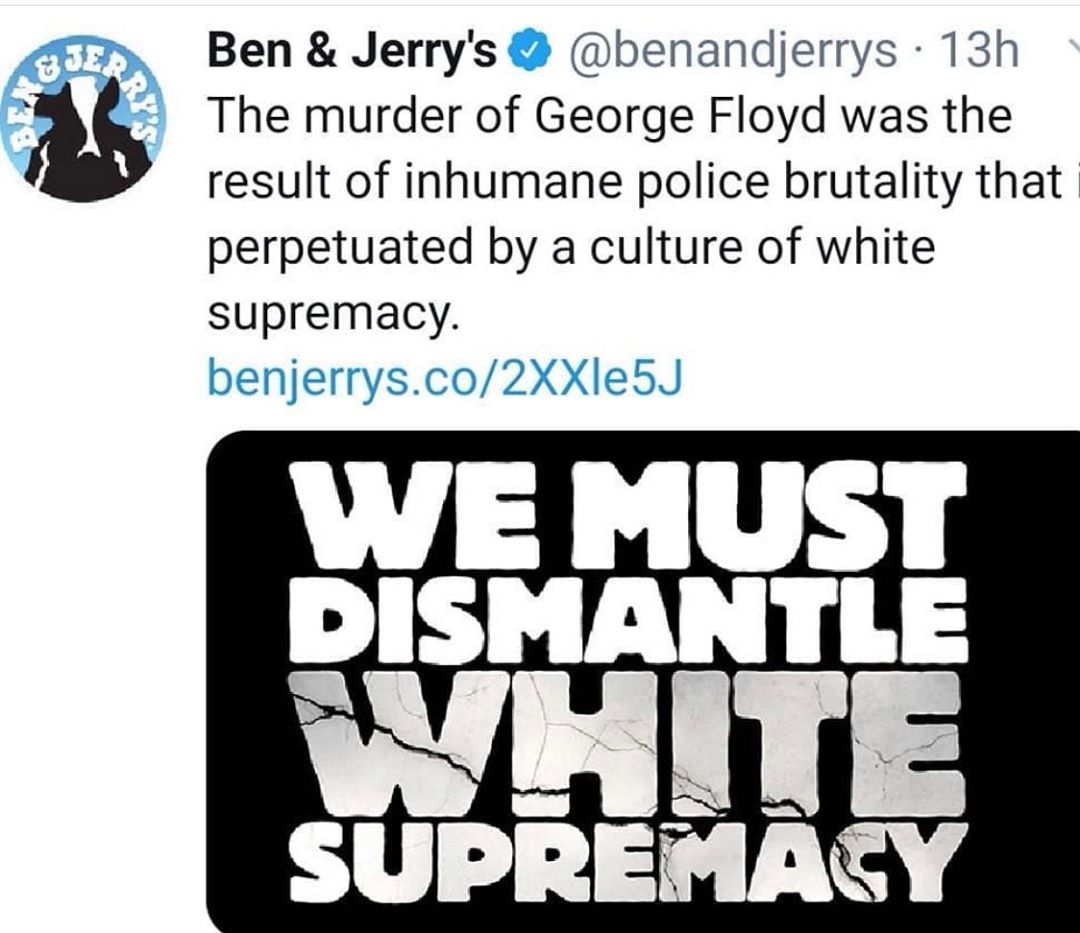 BEN & JERRY'S
Ben & Jerry's @benandjerrys · 13h
The murder of George Floyd was the
result of inhumane police brutality that
perpetuated by a culture of white
supremacy.
benjerrys.co/2XXle5J
WE MUST
DISMANTLE
WHITE
SUPREMACY